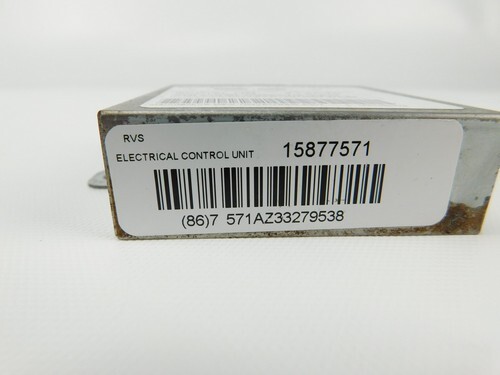 RVS
ELECTRICAL CONTROL UNIT 15877571
(86)7 571AZ33279538